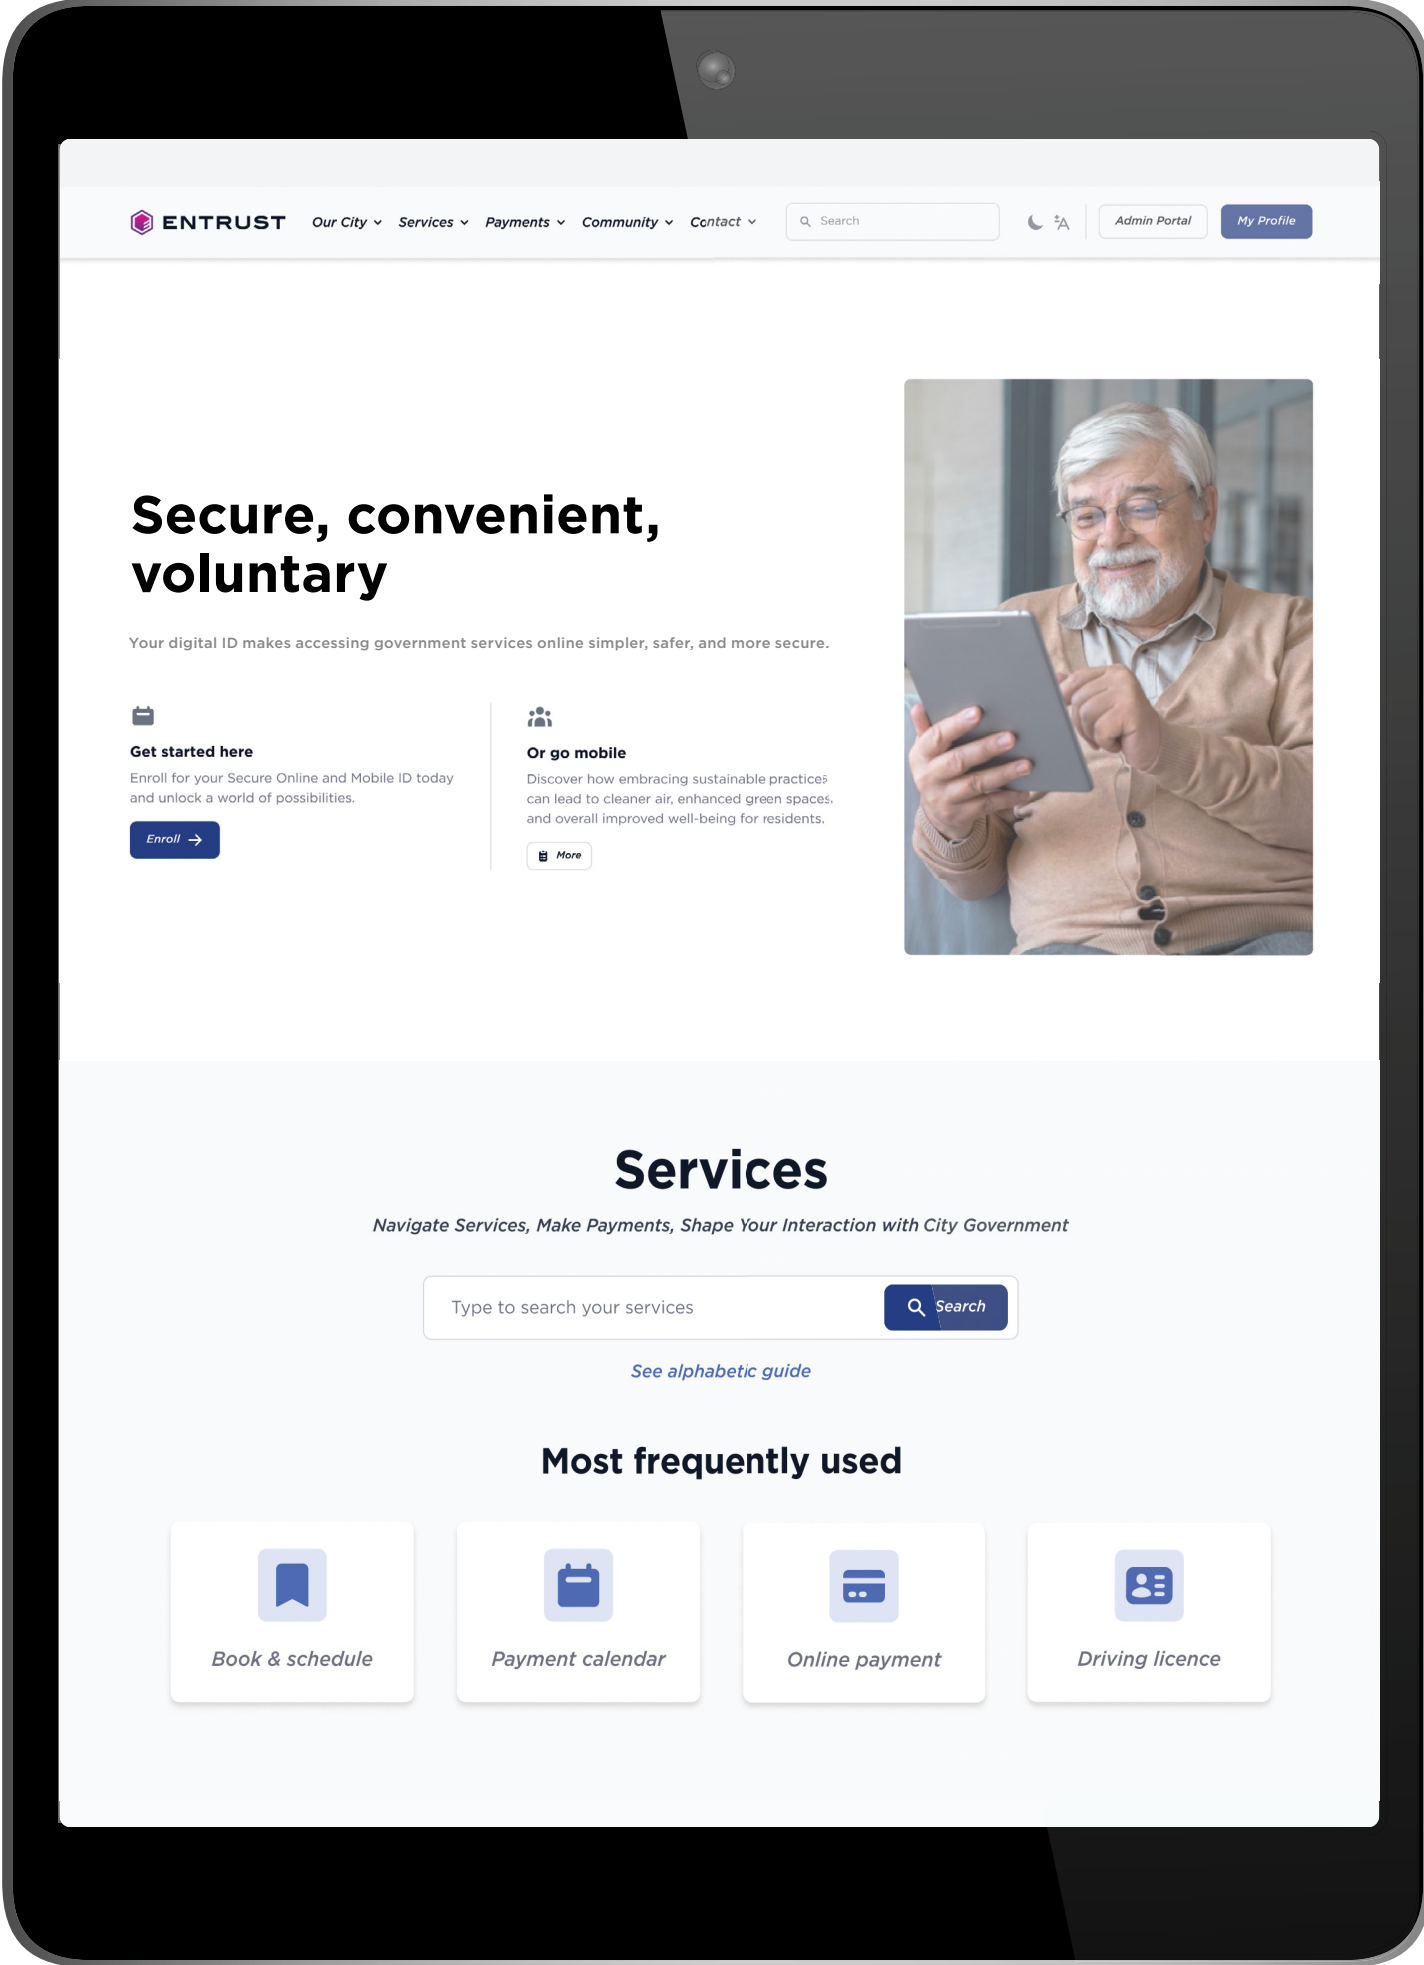 ENTRUST Our City Services Payments Community Contact Search Admin Portal My Profile
Secure, convenient,
voluntary
Your digital ID makes accessing government services online simpler, safer, and more secure.
Get started here
Enroll for your Secure Online and Mobile ID today
and unlock a world of possibilities.
Enroll
Or go mobile
Discover how embracing sustainable practices
can lead to cleaner air, enhanced green spaces,
and overall improved well-being for residents.
More
Services
Navigate Services, Make Payments, Shape Your Interaction with City Government
Type to search your services Search
See alphabetic guide
Most frequently used
Book & schedule
Payment calendar
Online payment
Driving licence